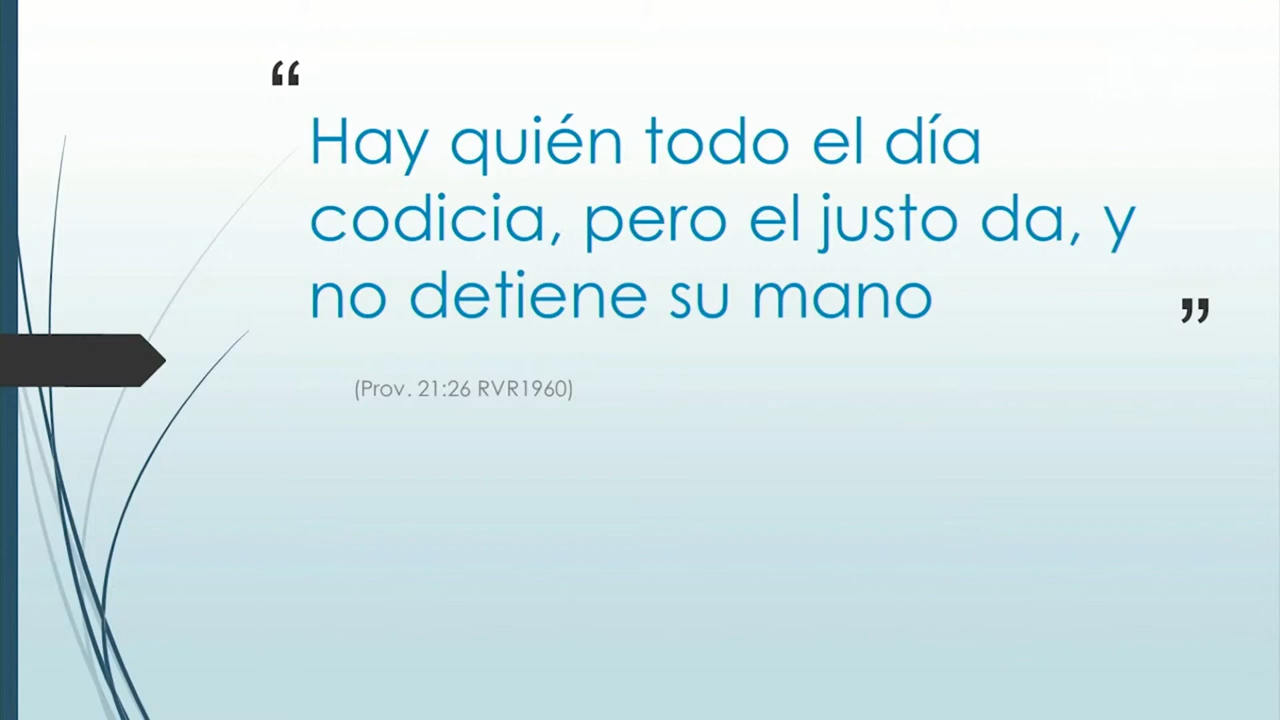 “
Hay quién todo el día
codicia, pero el justo da, y
no detiene su mano
”
(Prov. 21:26 RVR1960)